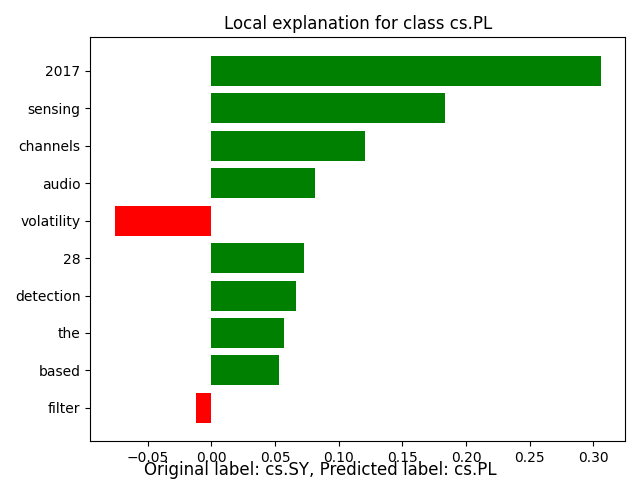 Local explanation for class cs.PL
2017
sensing
channels
audio
volatility
28
detection
the
based
filter
−0.05 0.00 0.05 0.10 0.15 0.20 0.25 0.30
Original label: cs.SY, Predicted label: cs.PL